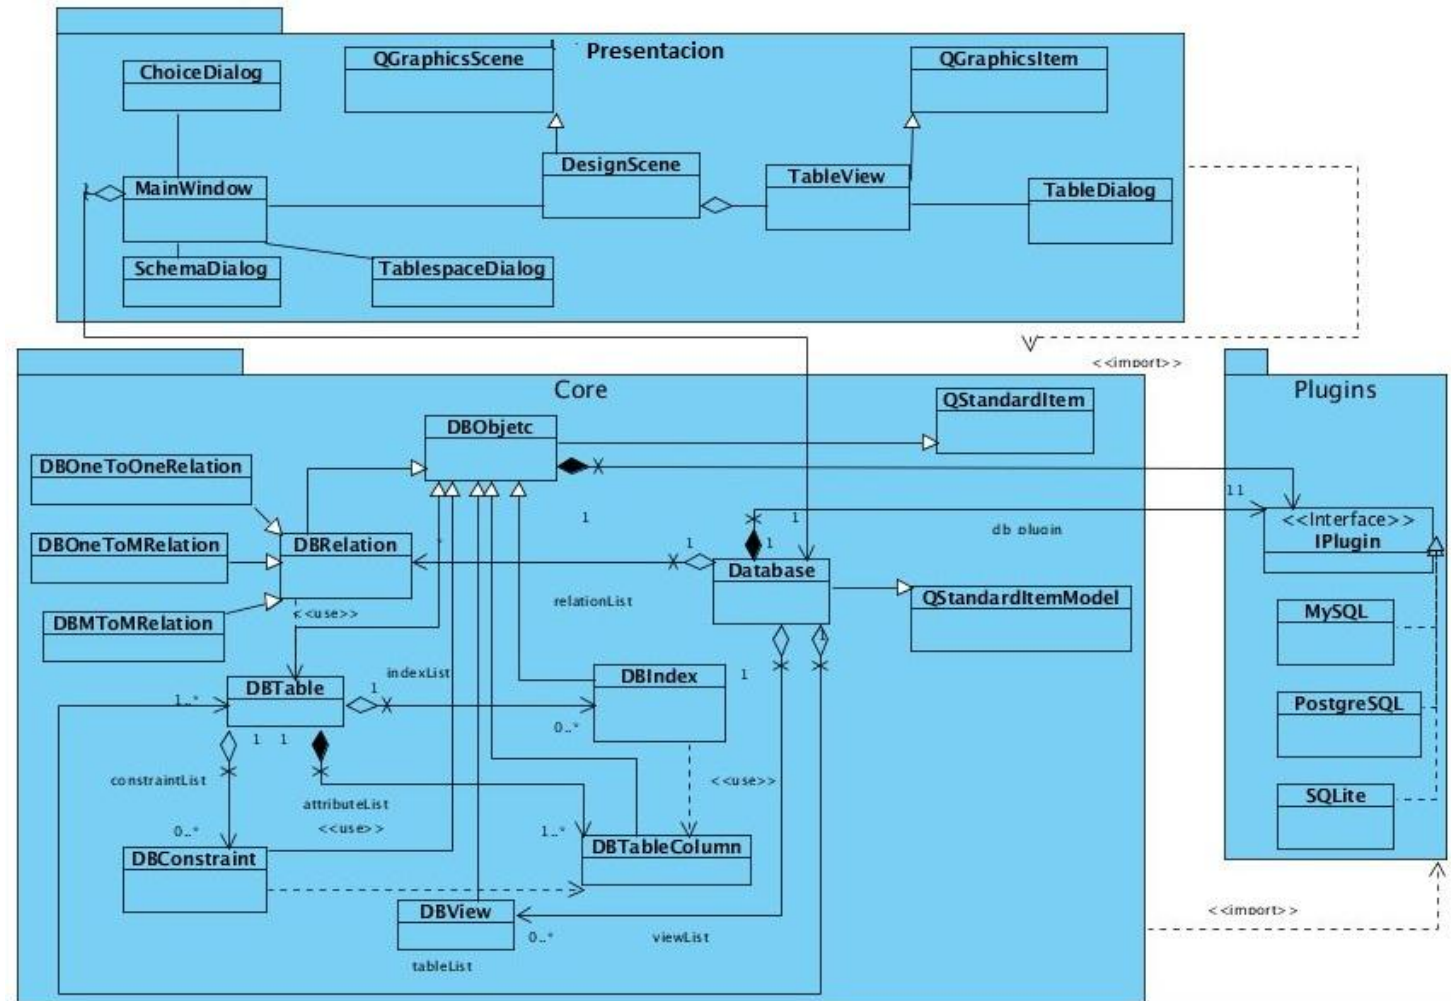 Presentacion
ChoiceDialog
QGraphicsScene
QGraphicsItem
DesignScene
TableView
MainWindow
TableDialog
1
SchemaDialog
TablespaceDialog
<<import>>
Core
Plugins
QStandardItem
DBObjetc
DBOneToOneRelation
11
<<Interface>>
IPlugin
1
1
db_plugin
DBOneToMRelation
DBRelation
*
1
1
Database
QStandardItemModel
relationList
MySQL
<<use>>
DBMToMRelation
1
indexList
DBIndex
1
DBTable
1
1..*
0..*
PostgreSQL
1
1
constraintList
<<use>>
attributeList
SQLite
0..*
<<use>>
1..*
DBConstraint
DBTableColumn
DBView
<<import>>
0..*
viewList
tableList